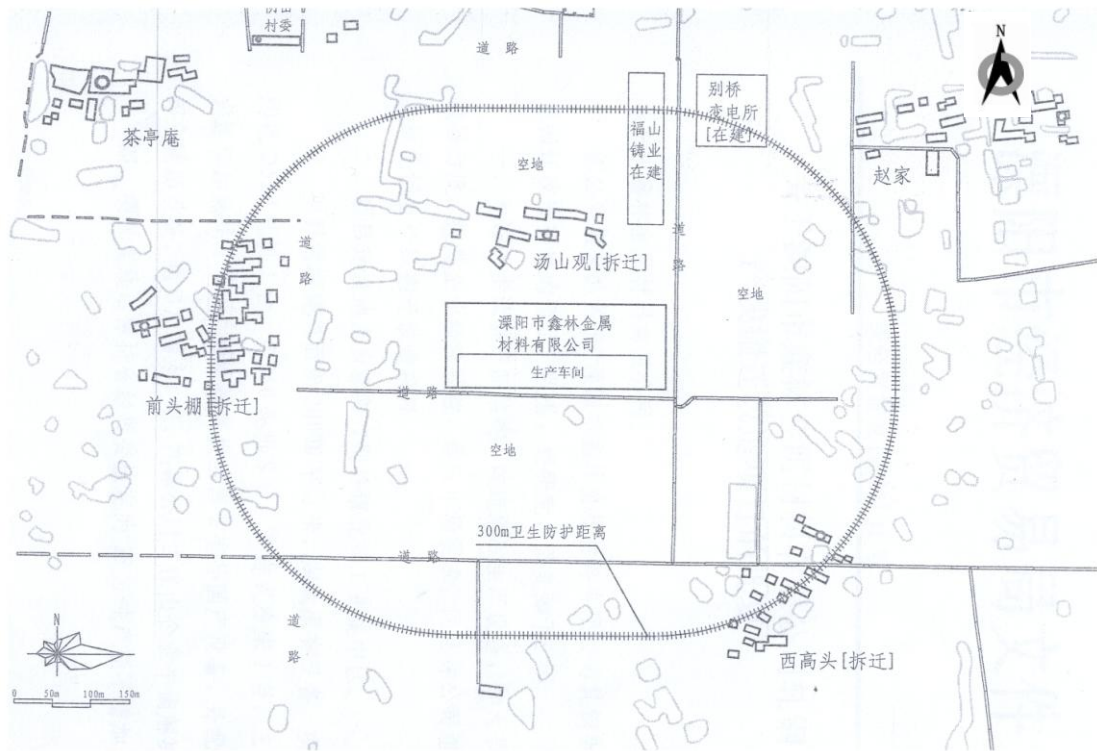 村委
道 路
N
别桥
变电所
[在建]
福山
铸业
在建
茶亭庵
空地
赵家
道
路
道
路
汤山观[拆迁]
空地
溧阳市鑫林金属
材料有限公司
生产车间
道 路
前头棚[拆迁]
空地
300m卫生防护距离
道 路
N
道
路
西高头[拆迁]
0 50m 100m 150m